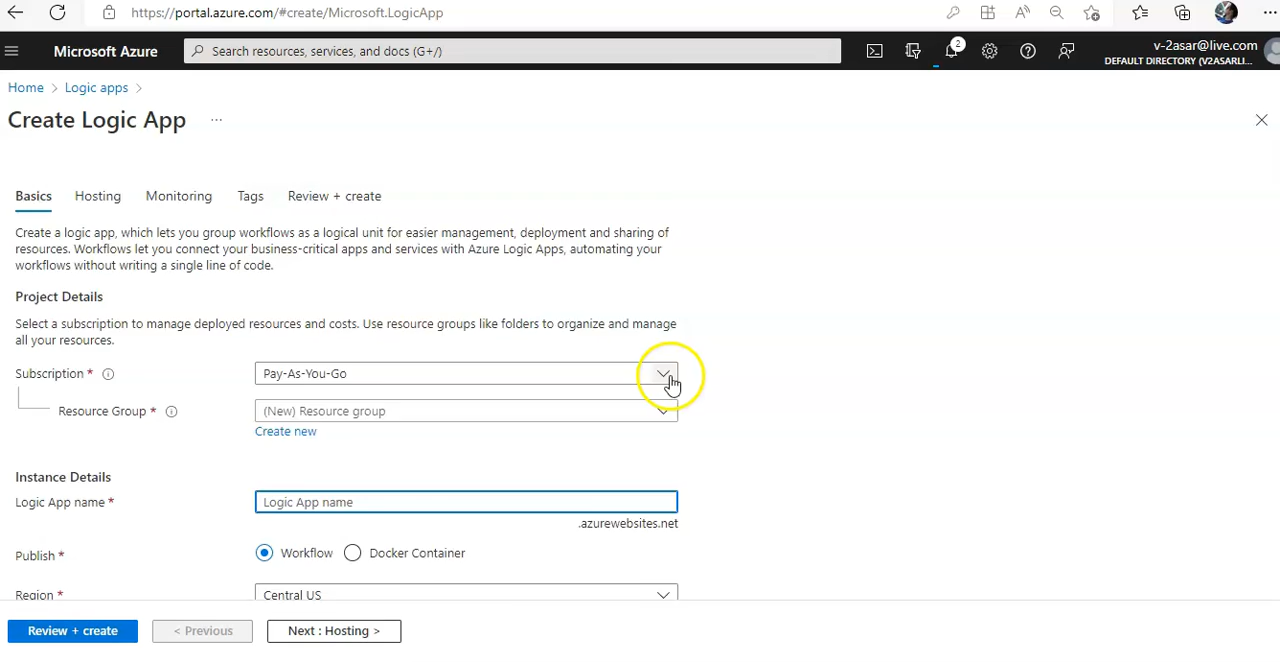 https://portal.azure.com/#create/Microsoft.LogicApp
Microsoft Azure
Search resources, services, and docs (G+/)
2
v-2asar@live.com
DEFAULT DIRECTORY (V2ASARLI...
Home > Logic apps >
Create Logic App ...
Basics Hosting Monitoring Tags Review + create
Create a logic app, which lets you group workflows as a logical unit for easier management, deployment and sharing of
resources. Workflows let you connect your business-critical apps and services with Azure Logic Apps, automating your
workflows without writing a single line of code.
Project Details
Select a subscription to manage deployed resources and costs. Use resource groups like folders to organize and manage
all your resources.
Subscription * Pay-As-You-Go
Resource Group * (New) Resource group
Create new
Instance Details
Logic App name * Logic App name
.azurewebsites.net
Publish * Workflow Docker Container
Region * Central US
Review + create < Previous Next : Hosting >